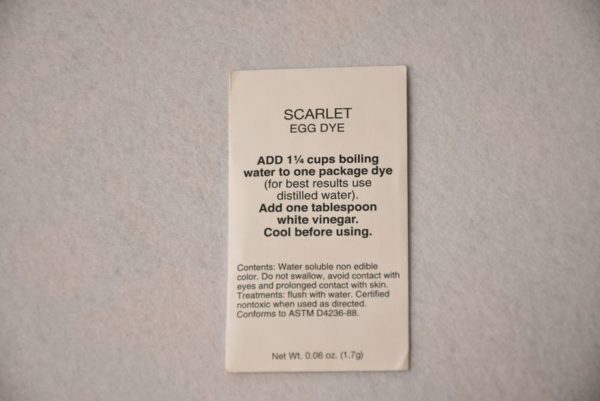 SCARLET
EGG DYE
ADD 1¼ cups boiling
water to one package dye
(for best results use
distilled water).
Add one tablespoon
white vinegar.
Cool before using.
Contents: Water soluble non edible
color. Do not swallow, avoid contact with
eyes and prolonged contact with skin.
Treatments: flush with water. Certified
nontoxic when used as directed.
Conforms to ASTM D4236-88.
Net Wt. 0.06 oz. (1.7g)